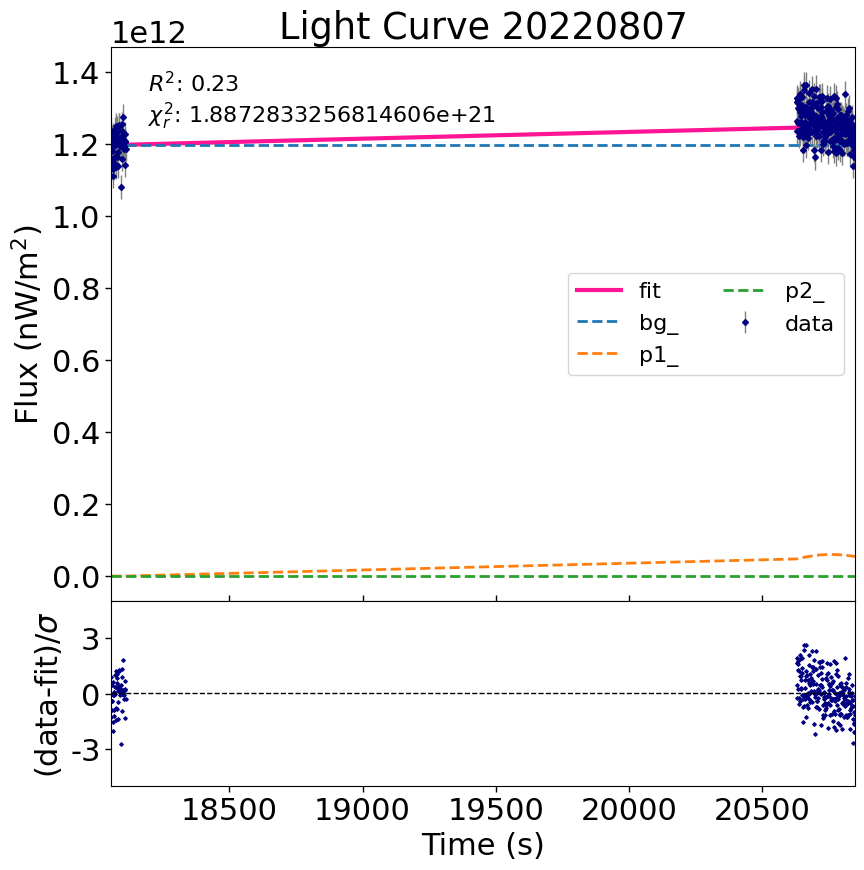 Light Curve 20220807
1e12
R²: 0.23
χ²ᵣ: 1.8872833256814606e+21
1.4
1.2
1.0
0.8
0.6
0.4
0.2
0.0
Flux (nW/m²)
fit
bg_
p1_
p2_
data
3
0
-3
(data-fit)/σ
18500
19000
19500
20000
20500
Time (s)